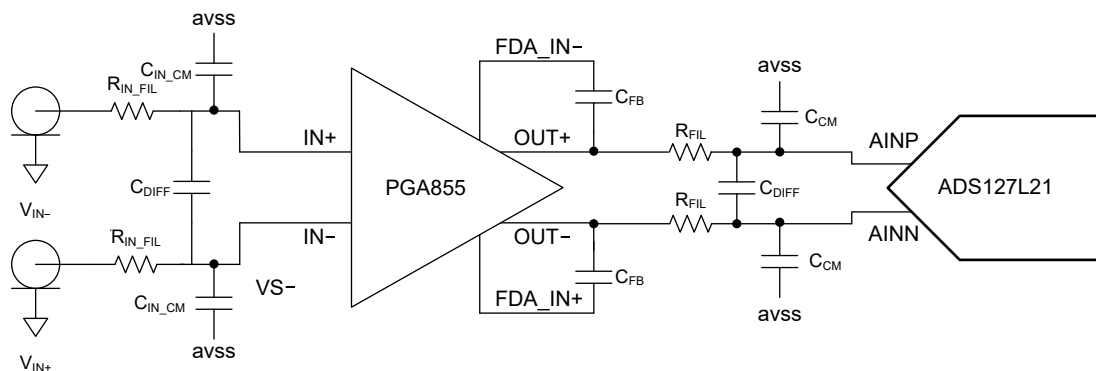 avss
FDA_IN−
C_IN_CM
avss
R_IN_FIL
C_FB
C_CM
R_FIL
IN+
OUT+
AINP
C_DIFF
PGA855
C_DIFF
ADS127L21
V_IN−
R_FIL
R_IN_FIL
IN−
OUT−
AINN
C_CM
C_FB
VS−
C_IN_CM
FDA_IN+
avss
avss
V_IN+